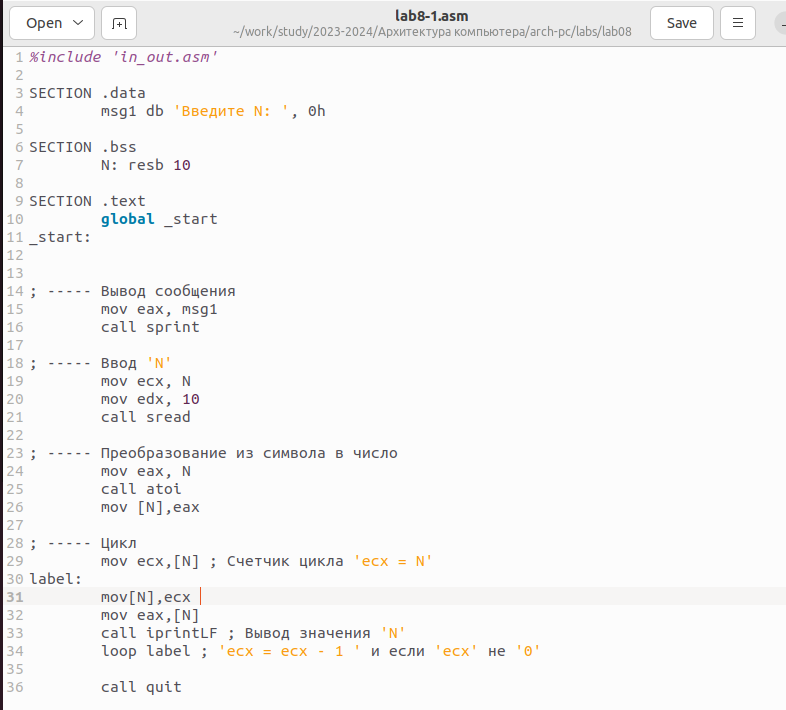 Open
lab8-1.asm
~/work/study/2023-2024/Архитектура компьютера/arch-pc/labs/lab08
Save
1 %include 'in_out.asm'
2
3 SECTION .data
4 msg1 db 'Введите N: ', 0h
5
6 SECTION .bss
7 N: resb 10
8
9 SECTION .text
10 global _start
11 _start:
12
13
14 ; ----- Вывод сообщения
15 mov eax, msg1
16 call sprint
17
18 ; ----- Ввод 'N'
19 mov ecx, N
20 mov edx, 10
21 call sread
22
23 ; ----- Преобразование из символа в число
24 mov eax, N
25 call atoi
26 mov [N],eax
27
28 ; ----- Цикл
29 mov ecx,[N] ; Счетчик цикла 'ecx = N'
30 label:
31 mov[N],ecx
32 mov eax,[N]
33 call iprintLF ; Вывод значения 'N'
34 loop label ; 'ecx = ecx - 1 ' и если 'ecx' не '0'
35
36 call quit